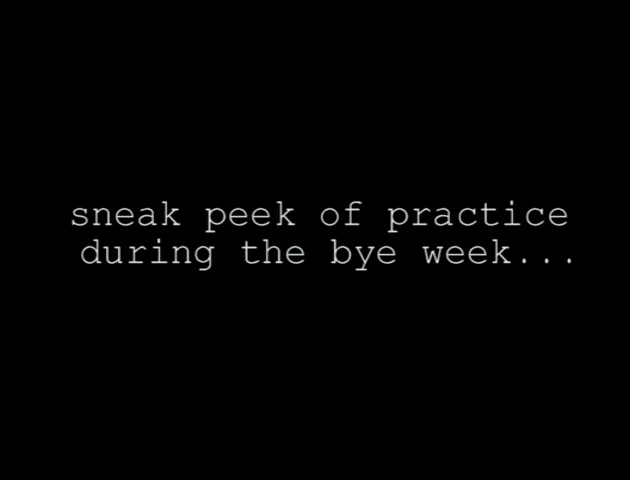 sneak peek of practice
during the bye week...